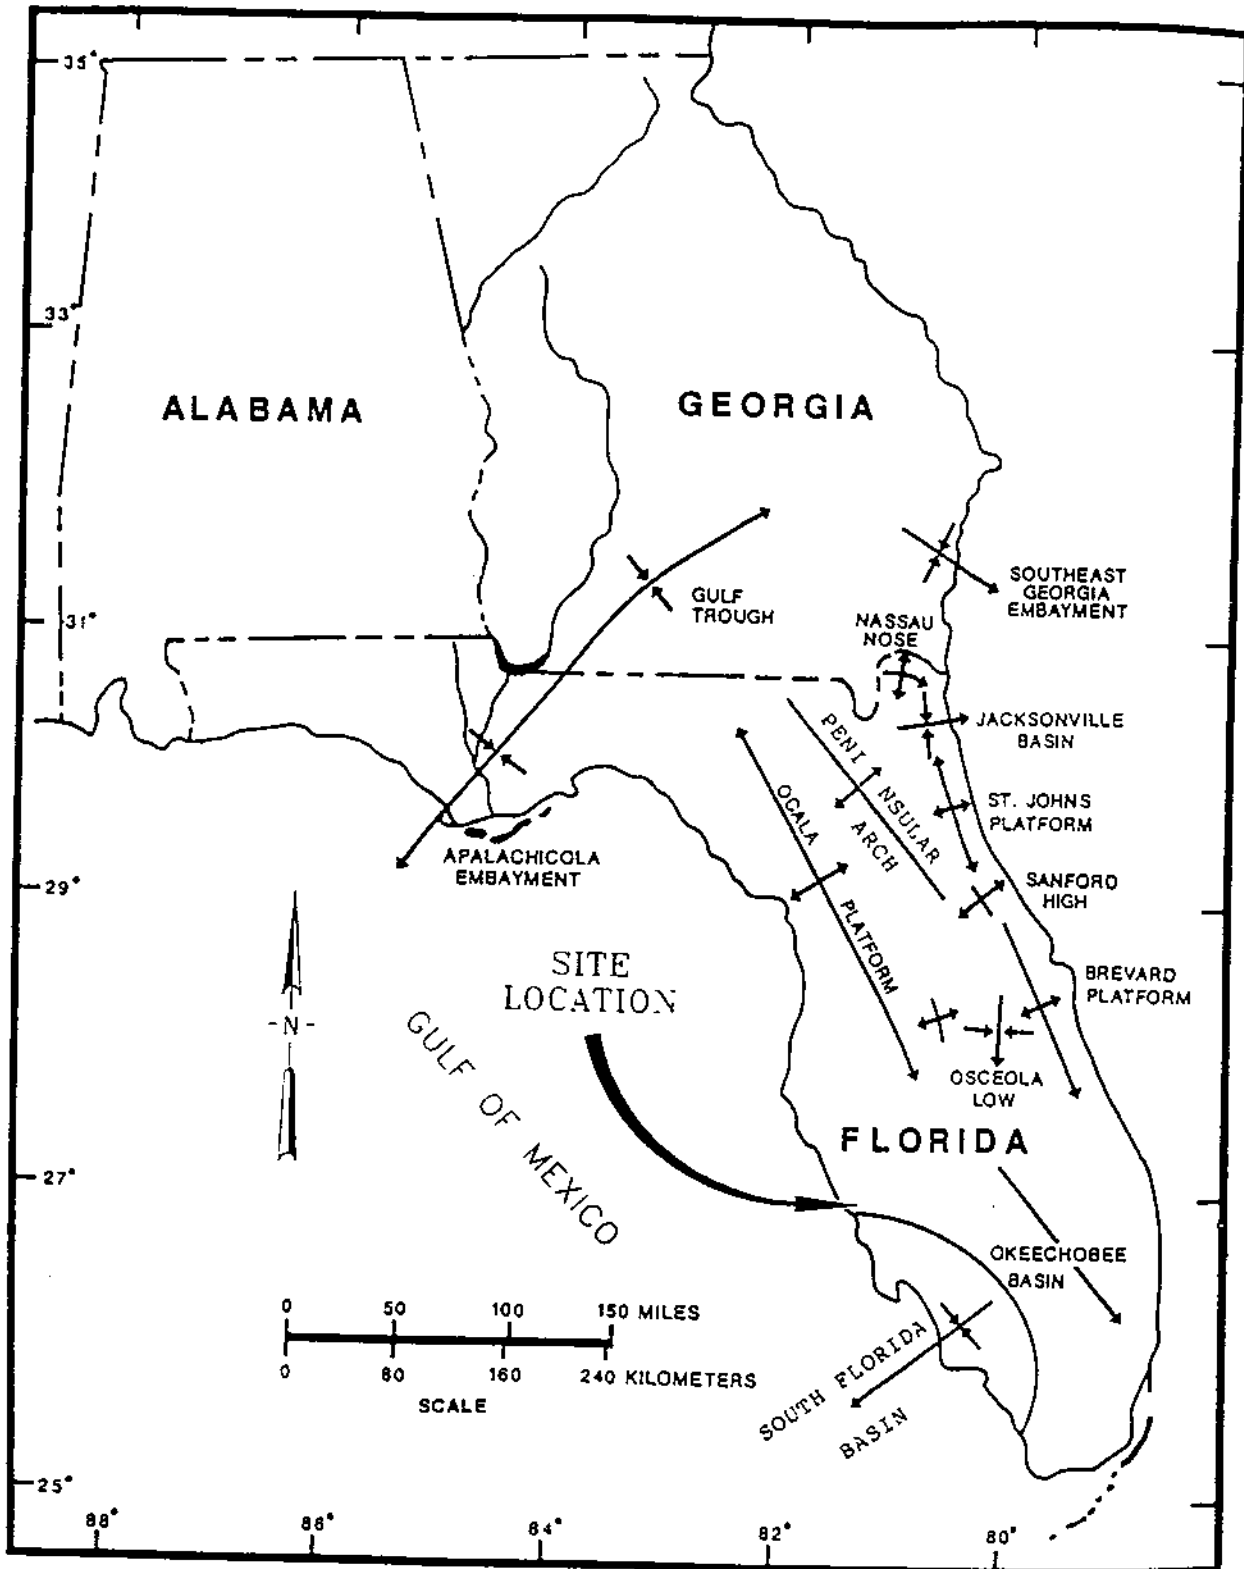 35°
33°
ALABAMA
GEORGIA
GULF
TROUGH
SOUTHEAST
GEORGIA
EMBAYMENT
31°
NASSAU
NOSE
JACKSONVILLE
BASIN
PENI NSULAR
ARCH
ST. JOHNS
PLATFORM
OCALA
PLATFORM
APALACHICOLA
EMBAYMENT
29°
SANFORD
HIGH
SITE
LOCATION
BREVARD
PLATFORM
-N-
GULF OF MEXICO
OSCEOLA
LOW
FLORIDA
27°
OKEECHOBEE
BASIN
0 50 100 150 MILES
0 80 160 240 KILOMETERS
SCALE
SOUTH FLORIDA
BASIN
25°
88° 86° 84° 82° 80°